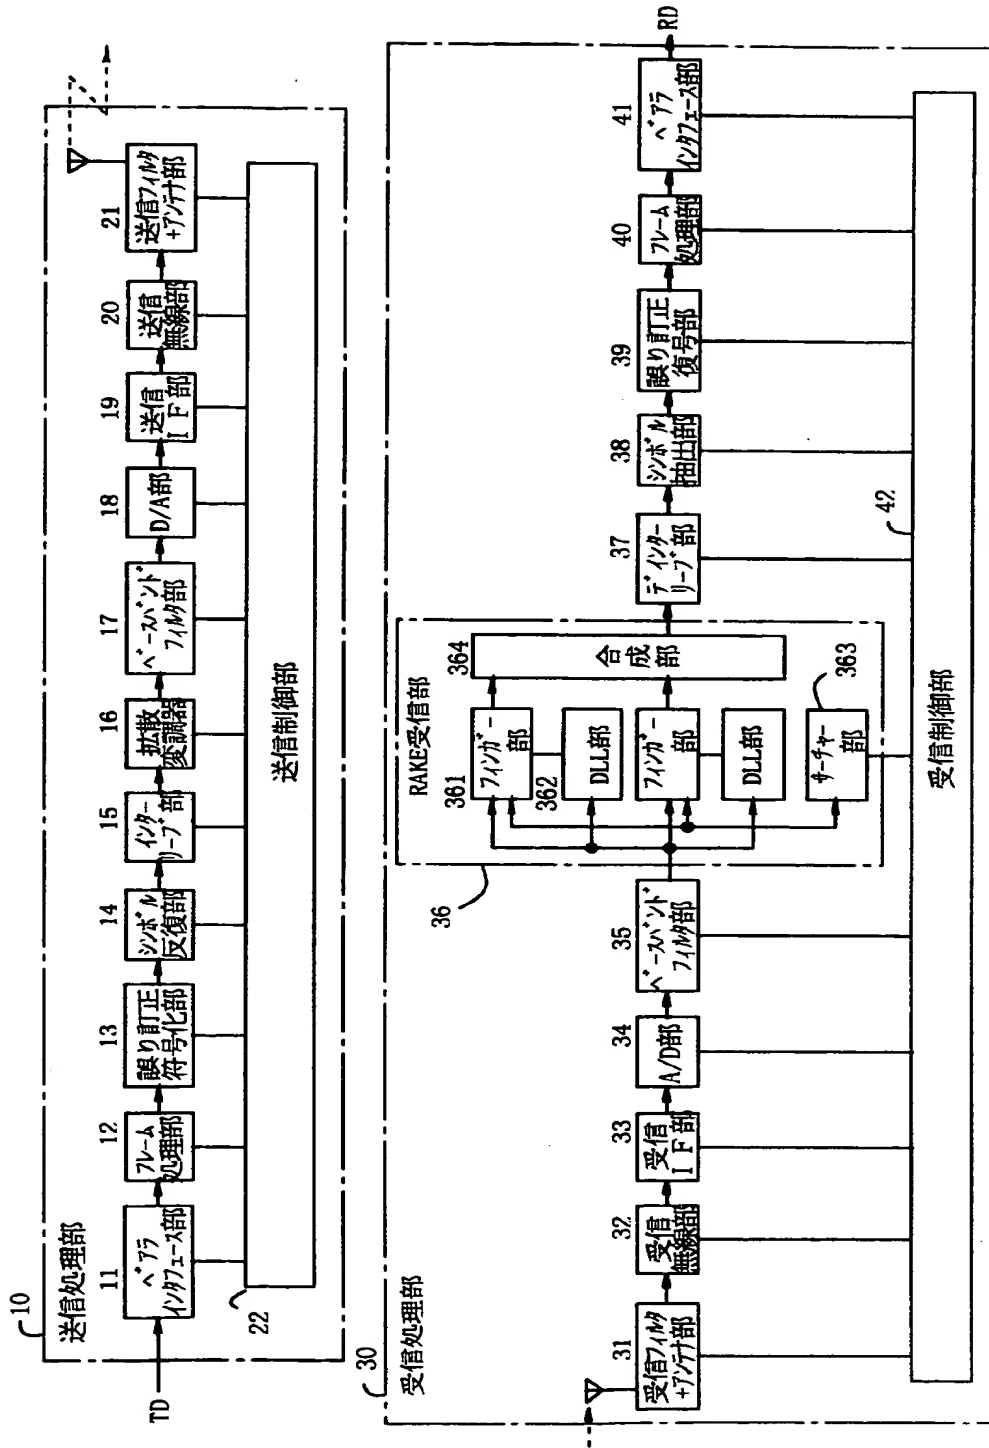 10
送信処理部
TD
11
ベアラ
インタフェース部
12
フレーム
処理部
13
誤り訂正
符号化部
14
シンボル
反復部
15
インター
リーブ部
16
拡散
変調器
17
ベースバンド
フィルタ部
18
D/A部
19
送信
IF部
20
送信
無線部
21
送信フィルタ
+アンテナ部
22
送信制御部
30
受信処理部
31
受信フィルタ
+アンテナ部
32
受信
無線部
33
受信
IF部
34
A/D部
35
ベースバンド
フィルタ部
36
RAKE受信部
361
フィンガー
部
362
DLL部
フィンガー
部
DLL部
363
サーチャー
部
364
合成部
37
デインター
リーブ部
38
シンボル
抽出部
39
誤り訂正
復号部
40
フレーム
処理部
41
ベアラ
インタフェース部
RD
42
受信制御部